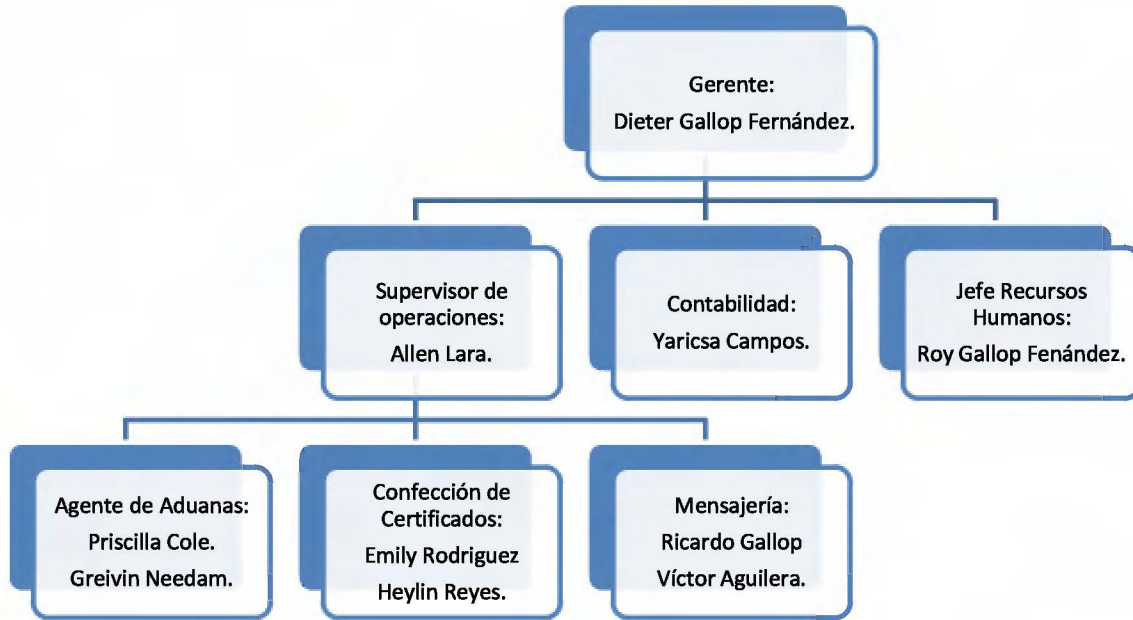 Gerente:
Dieter Gallop Fernández.
Supervisor de
operaciones:
Allen Lara.
Contabilidad:
Yaricsa Campos.
Jefe Recursos
Humanos:
Roy Gallop Fenández.
Agente de Aduanas:
Priscilla Cole.
Greivin Needam.
Confección de
Certificados:
Emily Rodriguez
Heylin Reyes.
Mensajería:
Ricardo Gallop
Víctor Aguilera.